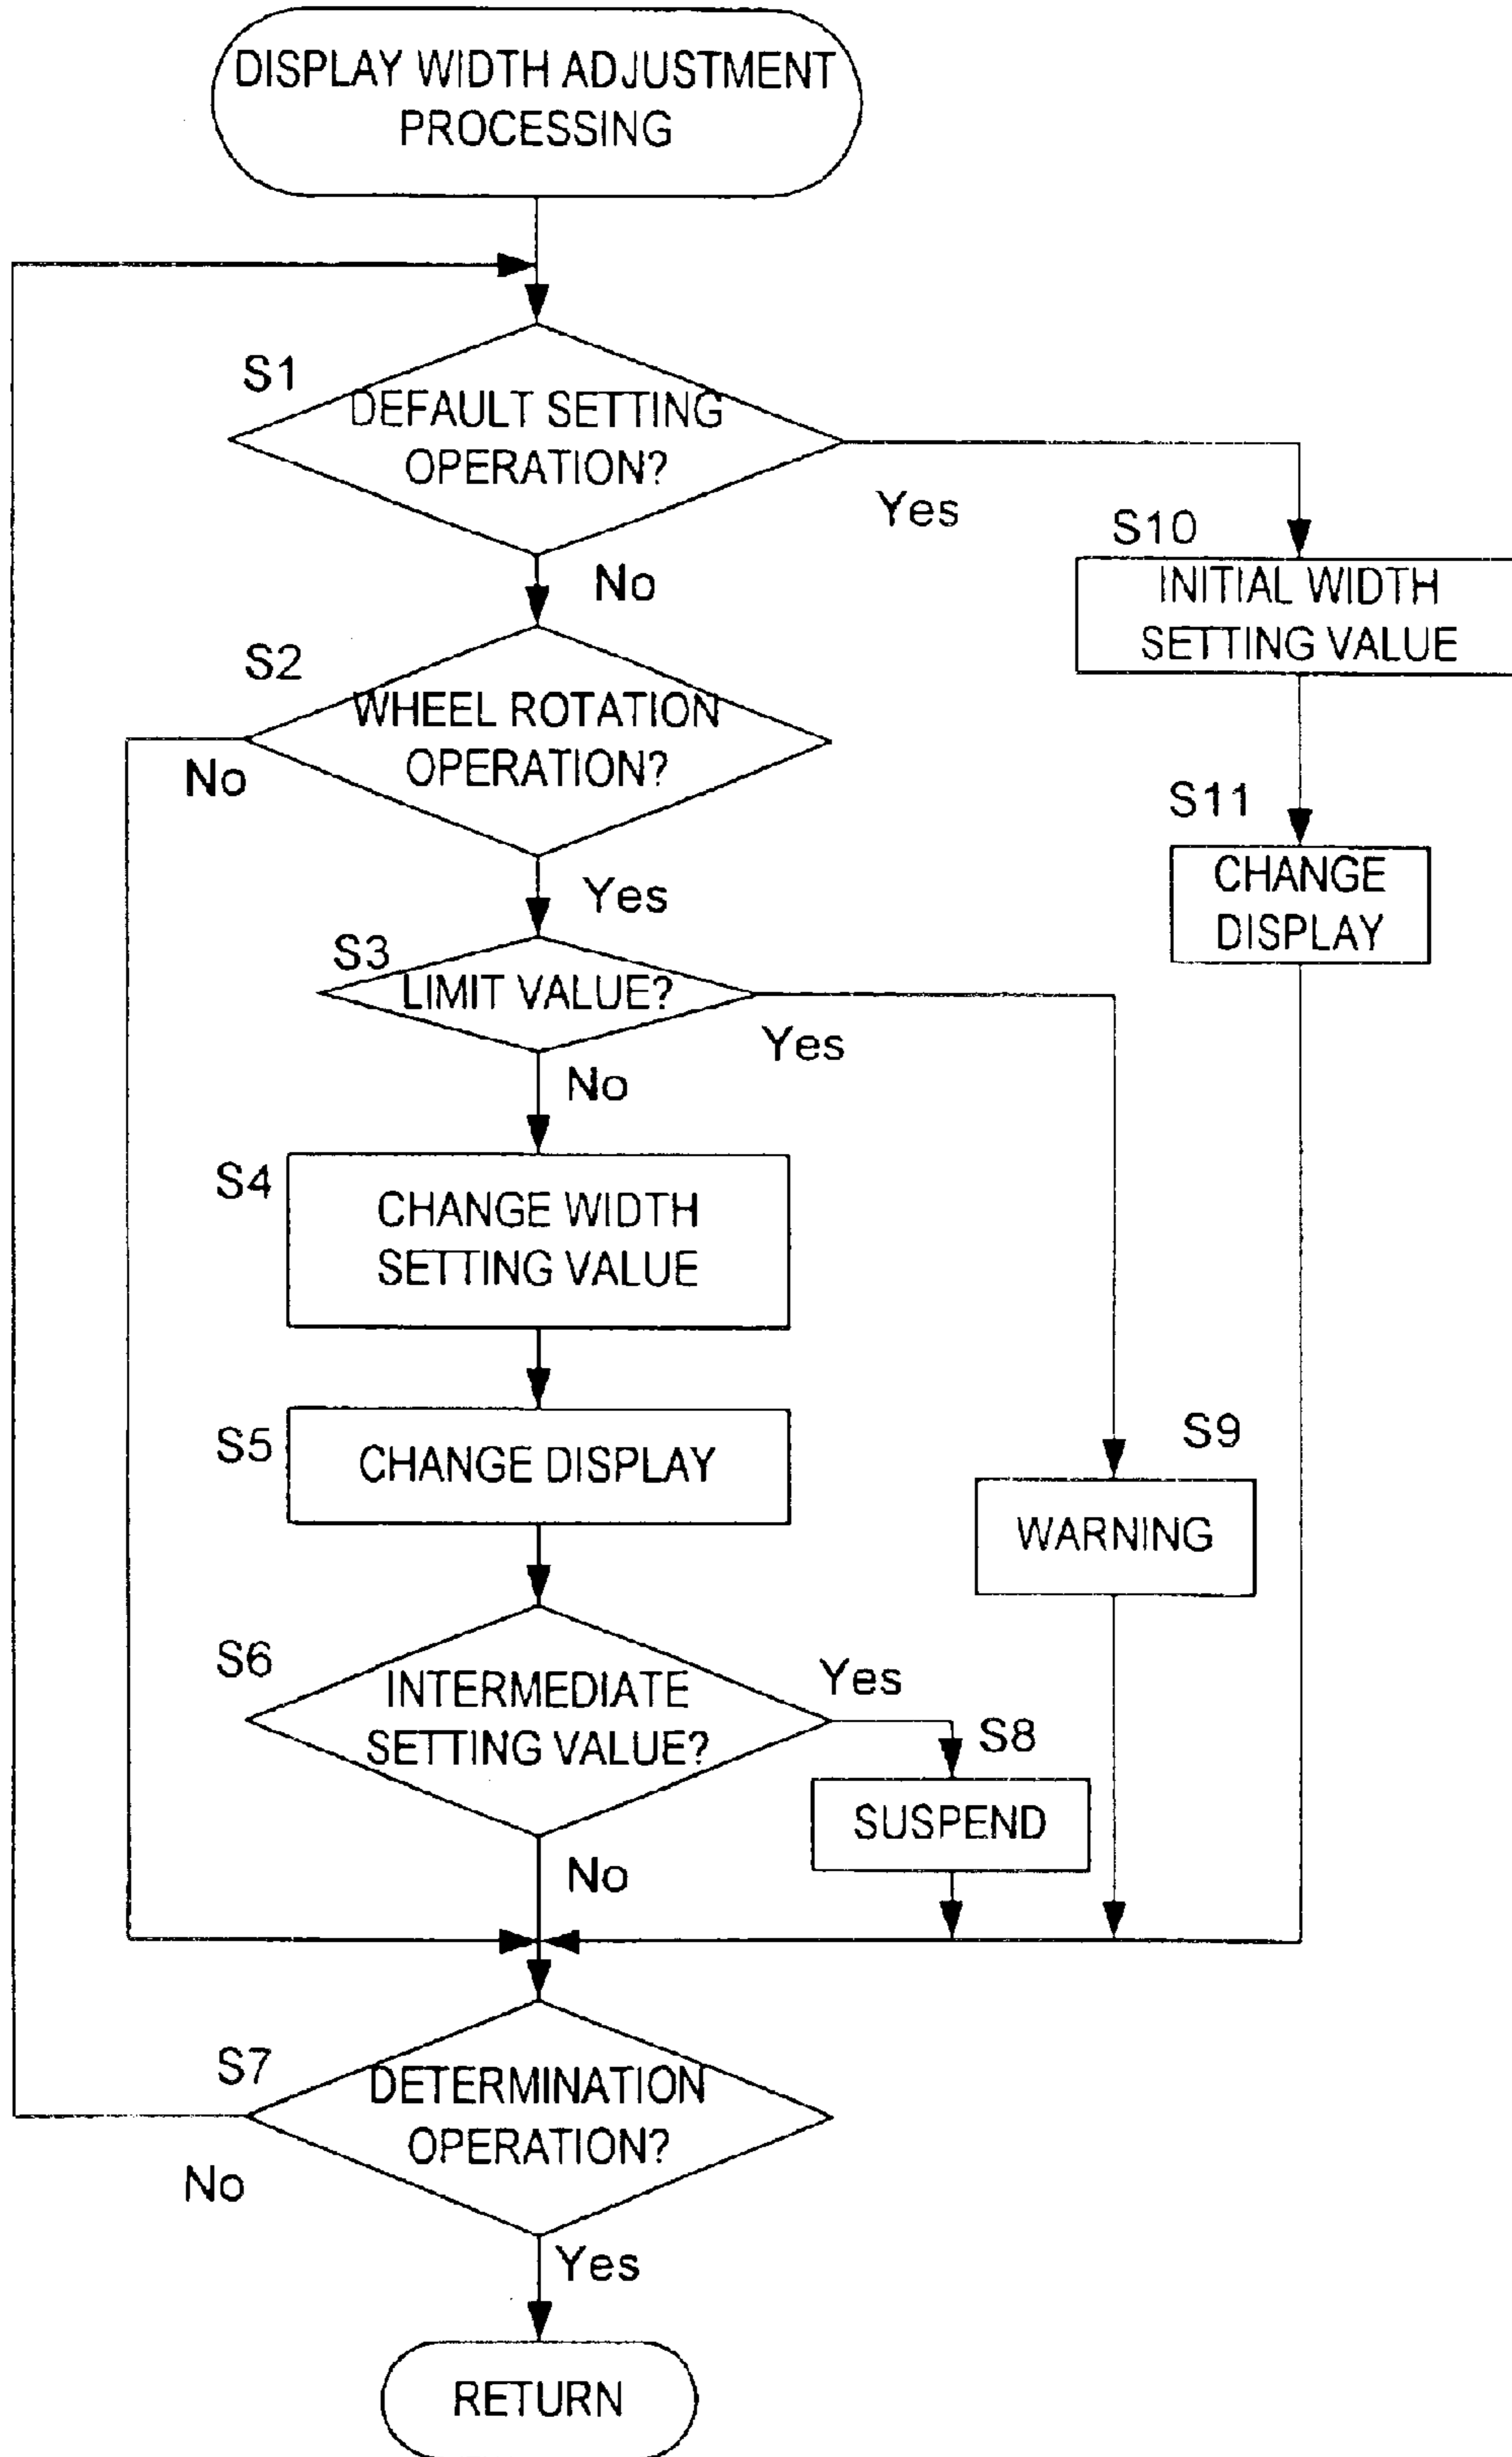 DISPLAY WIDTH ADJUSTMENT
PROCESSING
S1
DEFAULT SETTING
OPERATION?
Yes
No
S10
INITIAL WIDTH
SETTING VALUE
S2
WHEEL ROTATION
OPERATION?
No
Yes
S11
CHANGE
DISPLAY
S3
LIMIT VALUE?
Yes
No
S4
CHANGE WIDTH
SETTING VALUE
S5
CHANGE DISPLAY
S9
WARNING
S6
INTERMEDIATE
SETTING VALUE?
Yes
S8
SUSPEND
No
S7
DETERMINATION
OPERATION?
No
Yes
RETURN